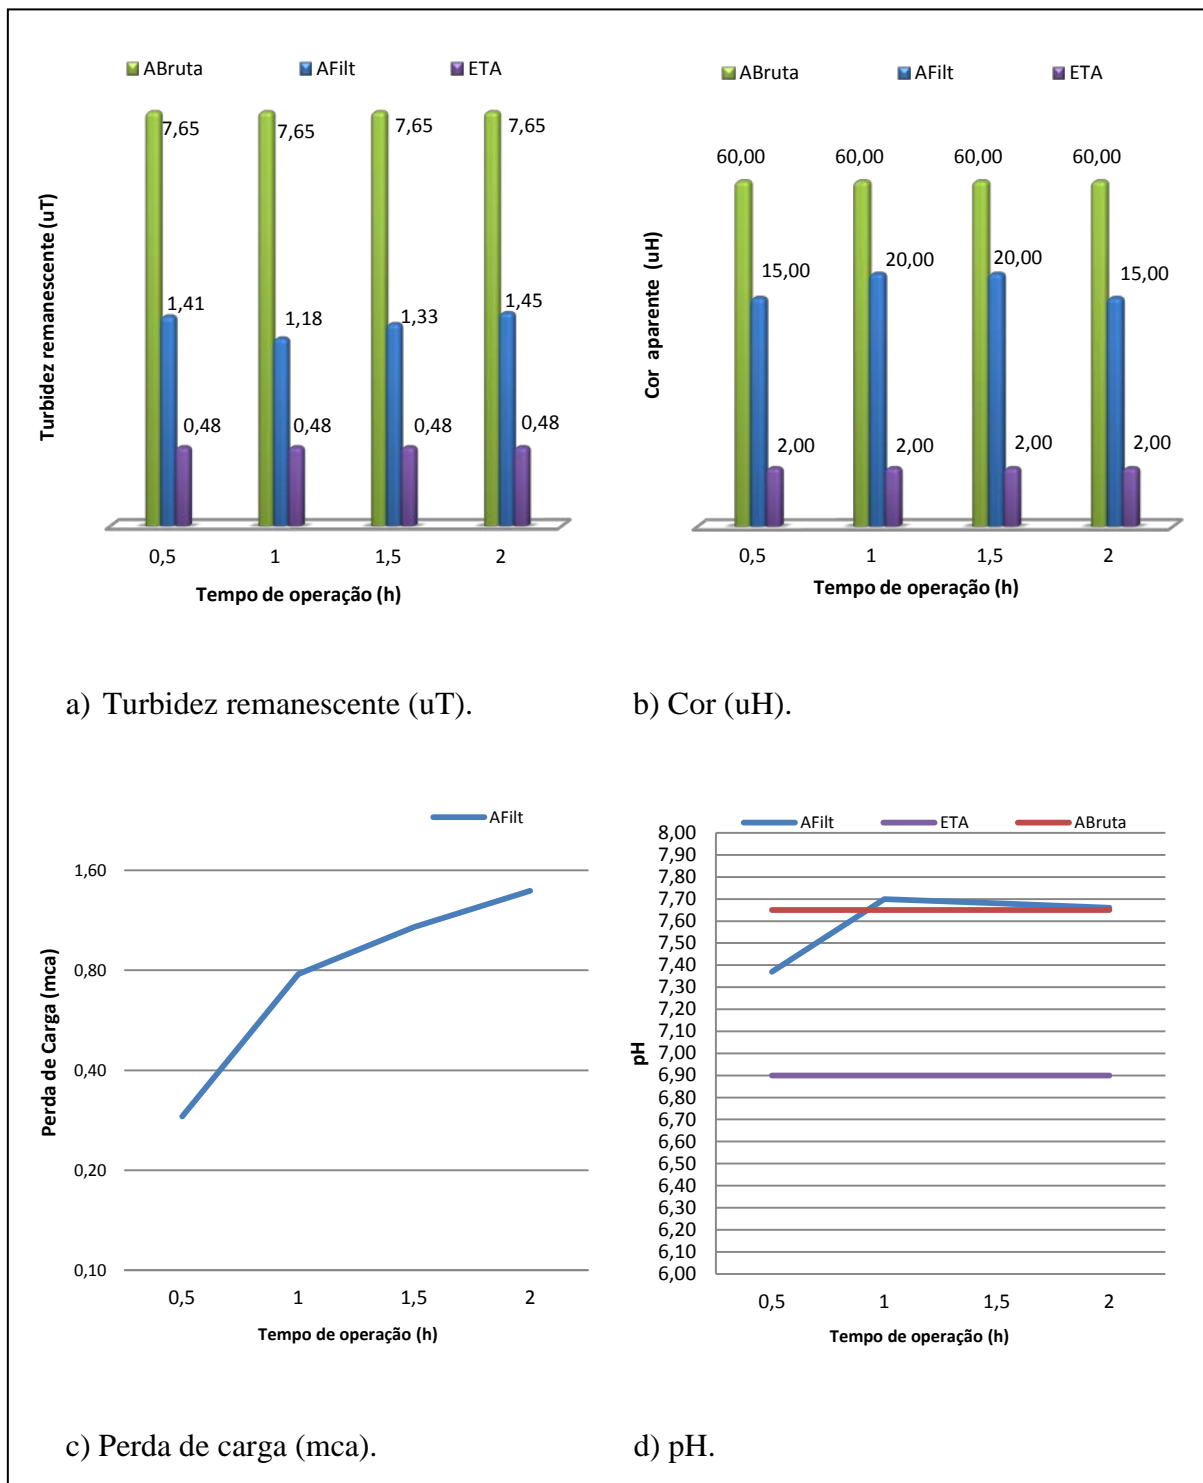 ABruta AFilt ETA
7,65 7,65 7,65 7,65
1,41 1,18 1,33 1,45
0,48 0,48 0,48 0,48
Turbidez remanescente (uT)
0,5 1 1,5 2
Tempo de operação (h)
a) Turbidez remanescente (uT).
ABruta AFilt ETA
60,00 60,00 60,00 60,00
15,00 20,00 20,00 15,00
2,00 2,00 2,00 2,00
Cor aparente (uH)
0,5 1 1,5 2
Tempo de operação (h)
b) Cor (uH).
AFilt
1,60
0,80
0,40
0,20
0,10
Perda de Carga (mca)
0,5 1 1,5 2
Tempo de operação (h)
c) Perda de carga (mca).
AFilt ETA ABruta
8,00
7,90
7,80
7,70
7,60
7,50
7,40
7,30
7,20
7,10
7,00
6,90
6,80
6,70
6,60
6,50
6,40
6,30
6,20
6,10
6,00
pH
0,5 1 1,5 2
Tempo de operação (h)
d) pH.